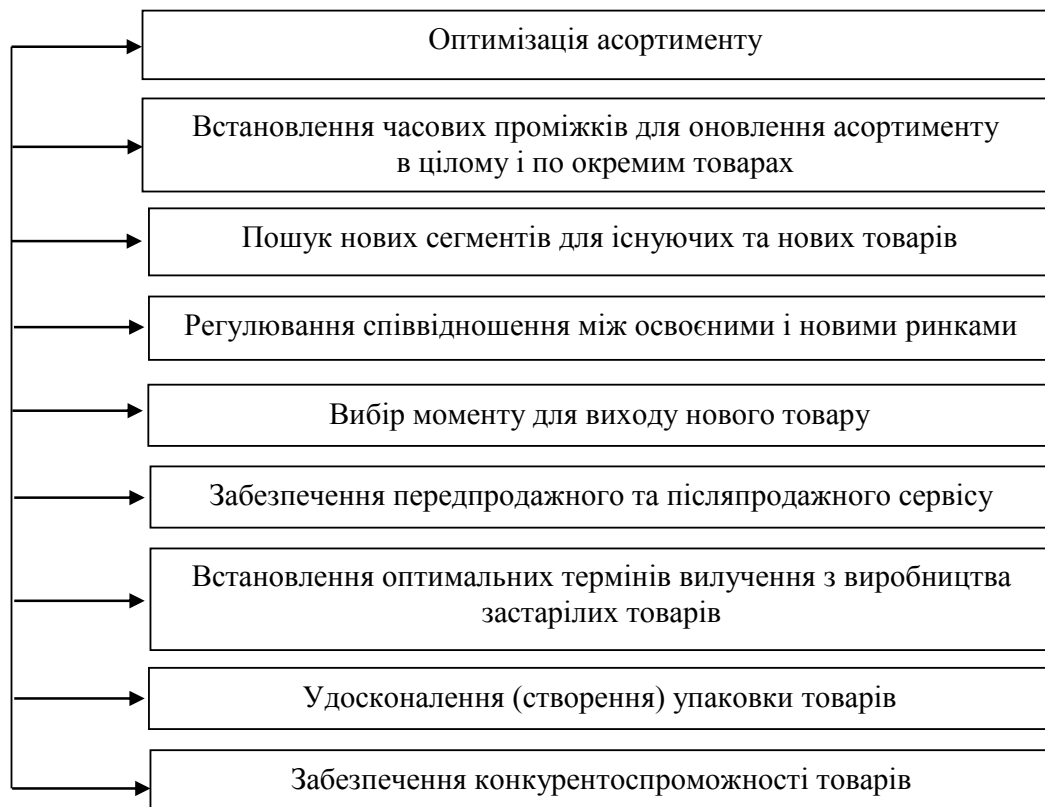 Оптимізація асортименту
Встановлення часових проміжків для оновлення асортименту
в цілому і по окремим товарах
Пошук нових сегментів для існуючих та нових товарів
Регулювання співвідношення між освоєними і новими ринками
Вибір моменту для виходу нового товару
Забезпечення передпродажного та післяпродажного сервісу
Встановлення оптимальних термінів вилучення з виробництва
застарілих товарів
Удосконалення (створення) упаковки товарів
Забезпечення конкурентоспроможності товарів